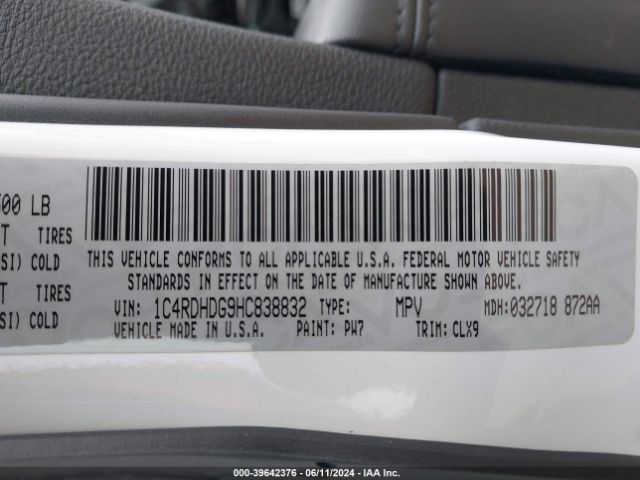 500 LB
T TIRES
SI) COLD
T TIRES
SI) COLD
THIS VEHICLE CONFORMS TO ALL APPLICABLE U.S.A. FEDERAL MOTOR VEHICLE SAFETY
STANDARDS IN EFFECT ON THE DATE OF MANUFACTURE SHOWN ABOVE.
VIN: 1C4RDHDG9HC838832 TYPE: MPV MDH:032718 872AA
VEHICLE MADE IN U.S.A. PAINT: PW7 TRIM: CLX9
000-39642376 - 06/11/2024 - IAA Inc.